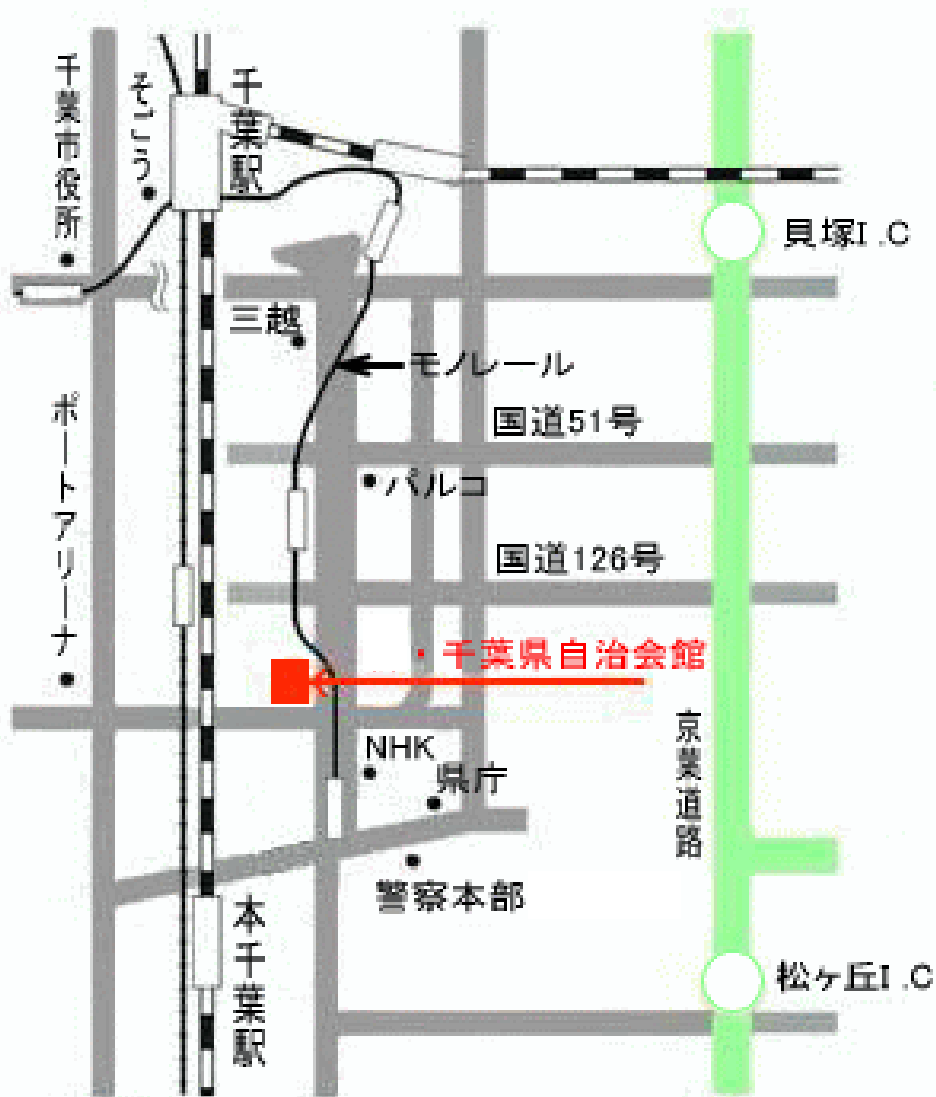 千葉市役所
そごう
千葉駅
貝塚I.C
三越
モノレール
国道51号
ポートアリーナ
パルコ
国道126号
・千葉県自治会館
京葉道路
NHK
県庁
警察本部
本千葉駅
松ヶ丘I.C